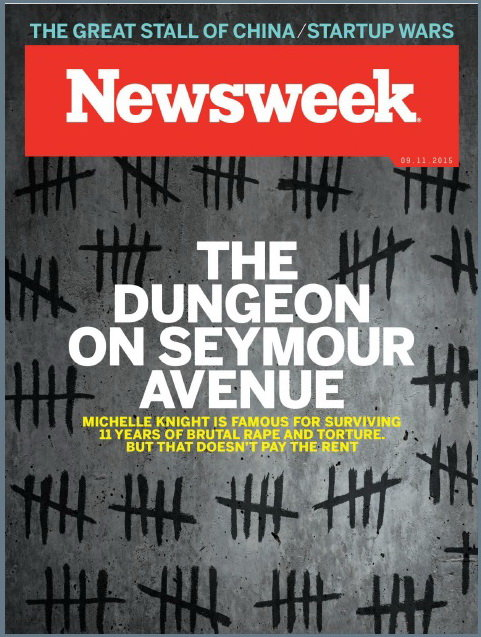 THE GREAT STALL OF CHINA/STARTUP WARS
Newsweek®
09.11.2015
THE
DUNGEON
ON SEYMOUR
AVENUE
MICHELLE KNIGHT IS FAMOUS FOR SURVIVING
11 YEARS OF BRUTAL RAPE AND TORTURE.
BUT THAT DOESN'T PAY THE RENT